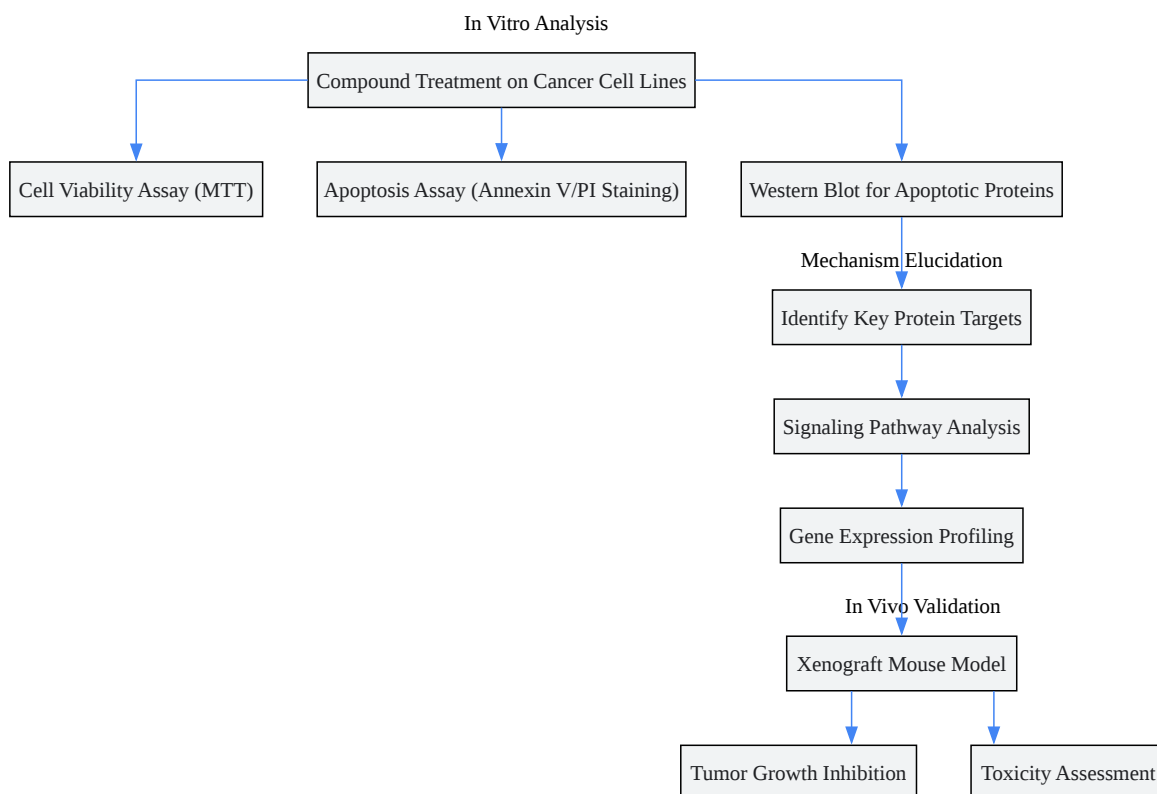 In Vitro Analysis
Compound Treatment on Cancer Cell Lines
Cell Viability Assay (MTT)
Apoptosis Assay (Annexin V/PI Staining)
Western Blot for Apoptotic Proteins
Mechanism Elucidation
Identify Key Protein Targets
Signaling Pathway Analysis
Gene Expression Profiling
In Vivo Validation
Xenograft Mouse Model
Tumor Growth Inhibition
Toxicity Assessment